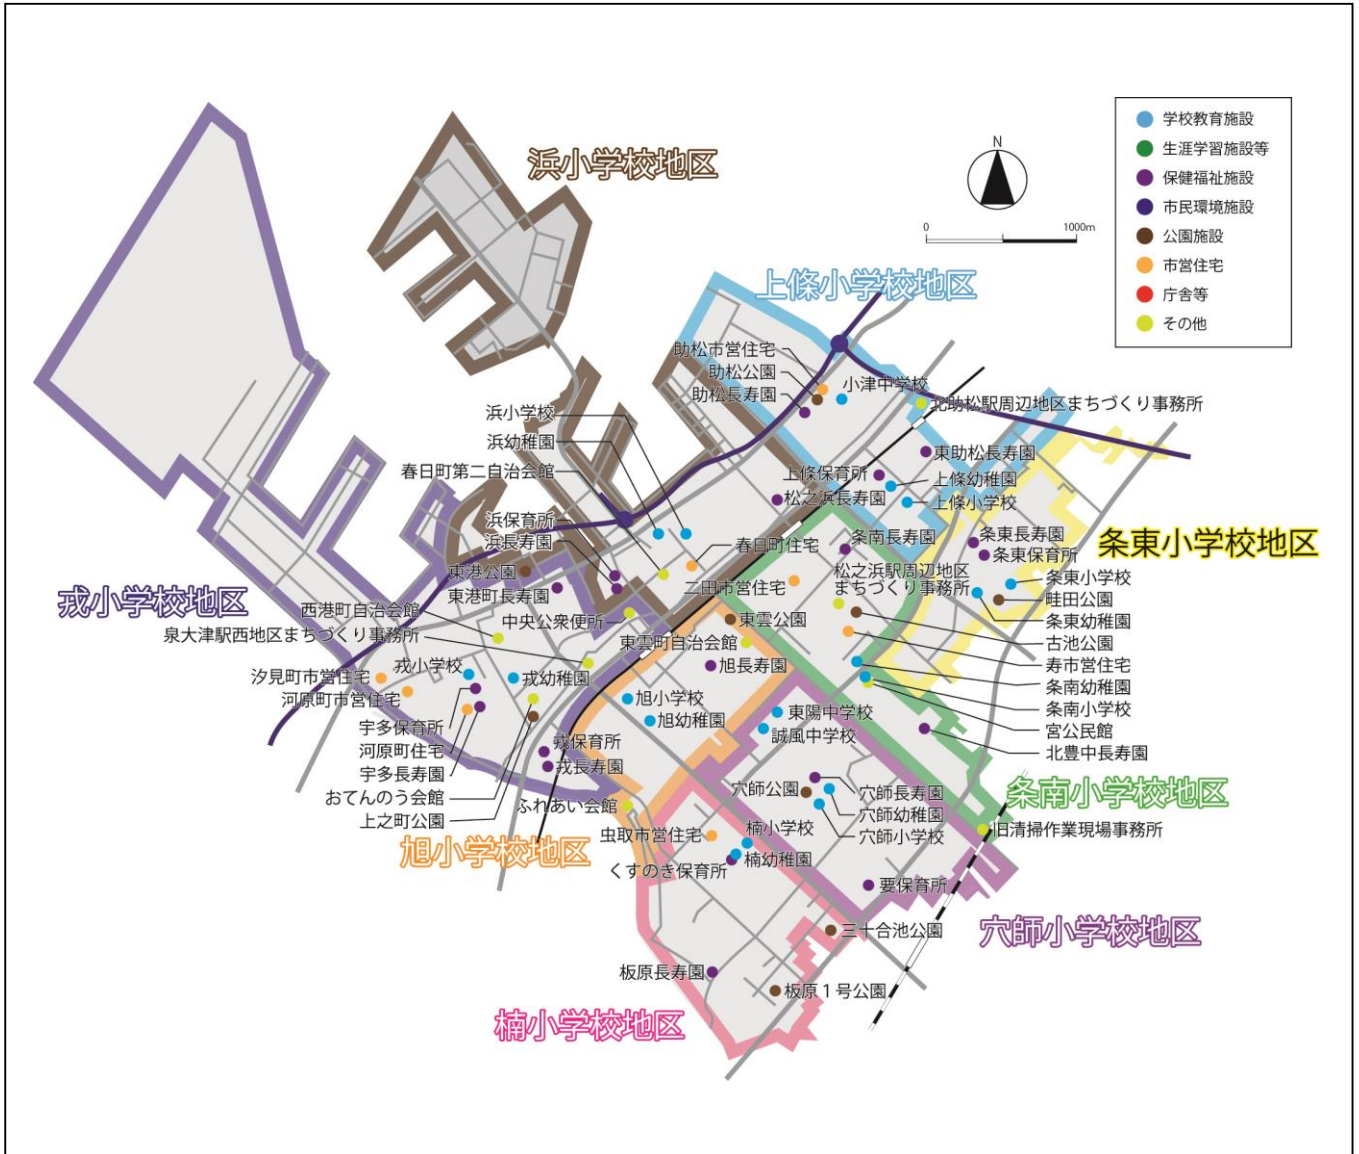 浜小学校地区
学校教育施設
生涯学習施設等
保健福祉施設
市民環境施設
公園施設
市営住宅
庁舎等
その他
N
0
1000m
上條小学校地区
助松市営住宅
助松公園
助松長寿園
小津中学校
北助松駅周辺地区まちづくり事務所
浜小学校
浜幼稚園
春日町第二自治会館
東助松長寿園
上條保育所
上條幼稚園
松之浜長寿園
上條小学校
浜保育所
浜長寿園
春日町住宅
条南長寿園
条東長寿園
条東保育所
条東小学校地区
東港公園
東港町長寿園
二田市営住宅
松之浜駅周辺地区
まちづくり事務所
条東小学校
畦田公園
条東幼稚園
戎小学校地区
西港町自治会館
中央公衆便所
東雲公園
泉大津駅西地区まちづくり事務所
東雲町自治会館
古池公園
寿市営住宅
旭長寿園
戎小学校
汐見町市営住宅
戎幼稚園
河原町市営住宅
条南幼稚園
旭小学校
条南小学校
旭幼稚園
東陽中学校
宇多保育所
誠風中学校
宮公民館
戎保育所
河原町住宅
北豊中長寿園
戎長寿園
宇多長寿園
おてんのう会館
上之町公園
ふれあい会館
穴師公園
穴師長寿園
穴師幼稚園
穴師小学校
条南小学校地区
旧清掃作業現場事務所
旭小学校地区
虫取市営住宅
楠小学校
楠幼稚園
くすのき保育所
要保育所
三十合池公園
穴師小学校地区
板原長寿園
板原1号公園
楠小学校地区